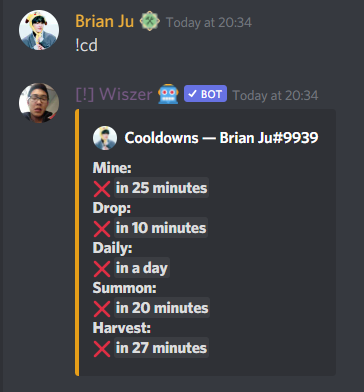 Brian Ju Today at 20:34
!cd
[!] Wiszer BOT Today at 20:34
Cooldowns — Brian Ju#9939
Mine:
in 25 minutes
Drop:
in 10 minutes
Daily:
in a day
Summon:
in 20 minutes
Harvest:
in 27 minutes